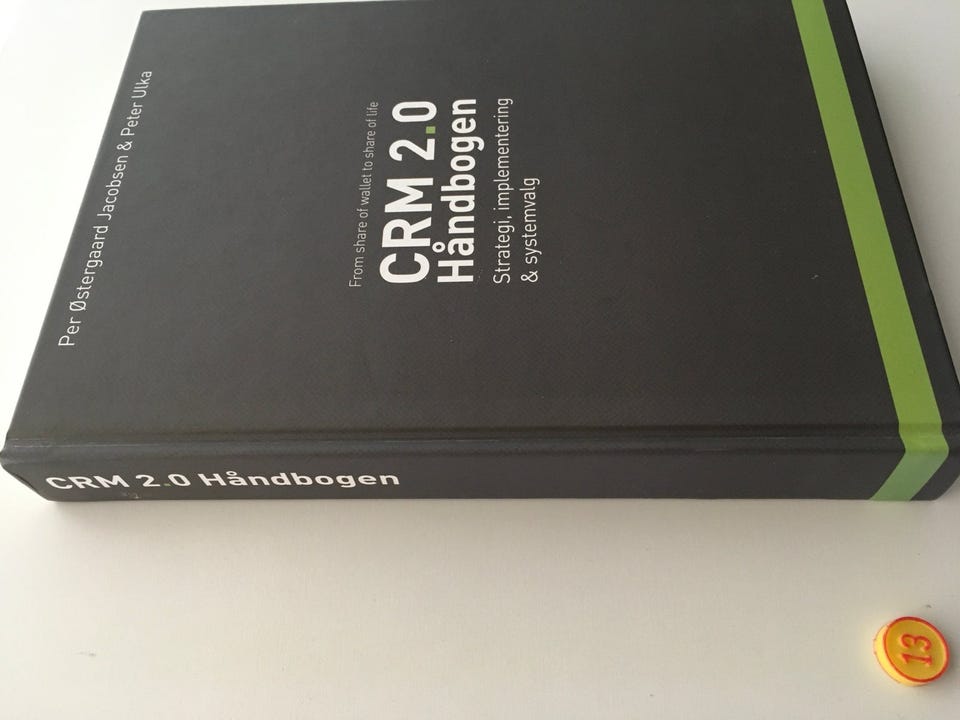 Per Østergaard Jacobsen & Peter Ulka
From share of wallet to share of life
CRM 2.0
Håndbogen
Strategi, implementering
& systemvalg
CRM 2.0 Håndbogen
13